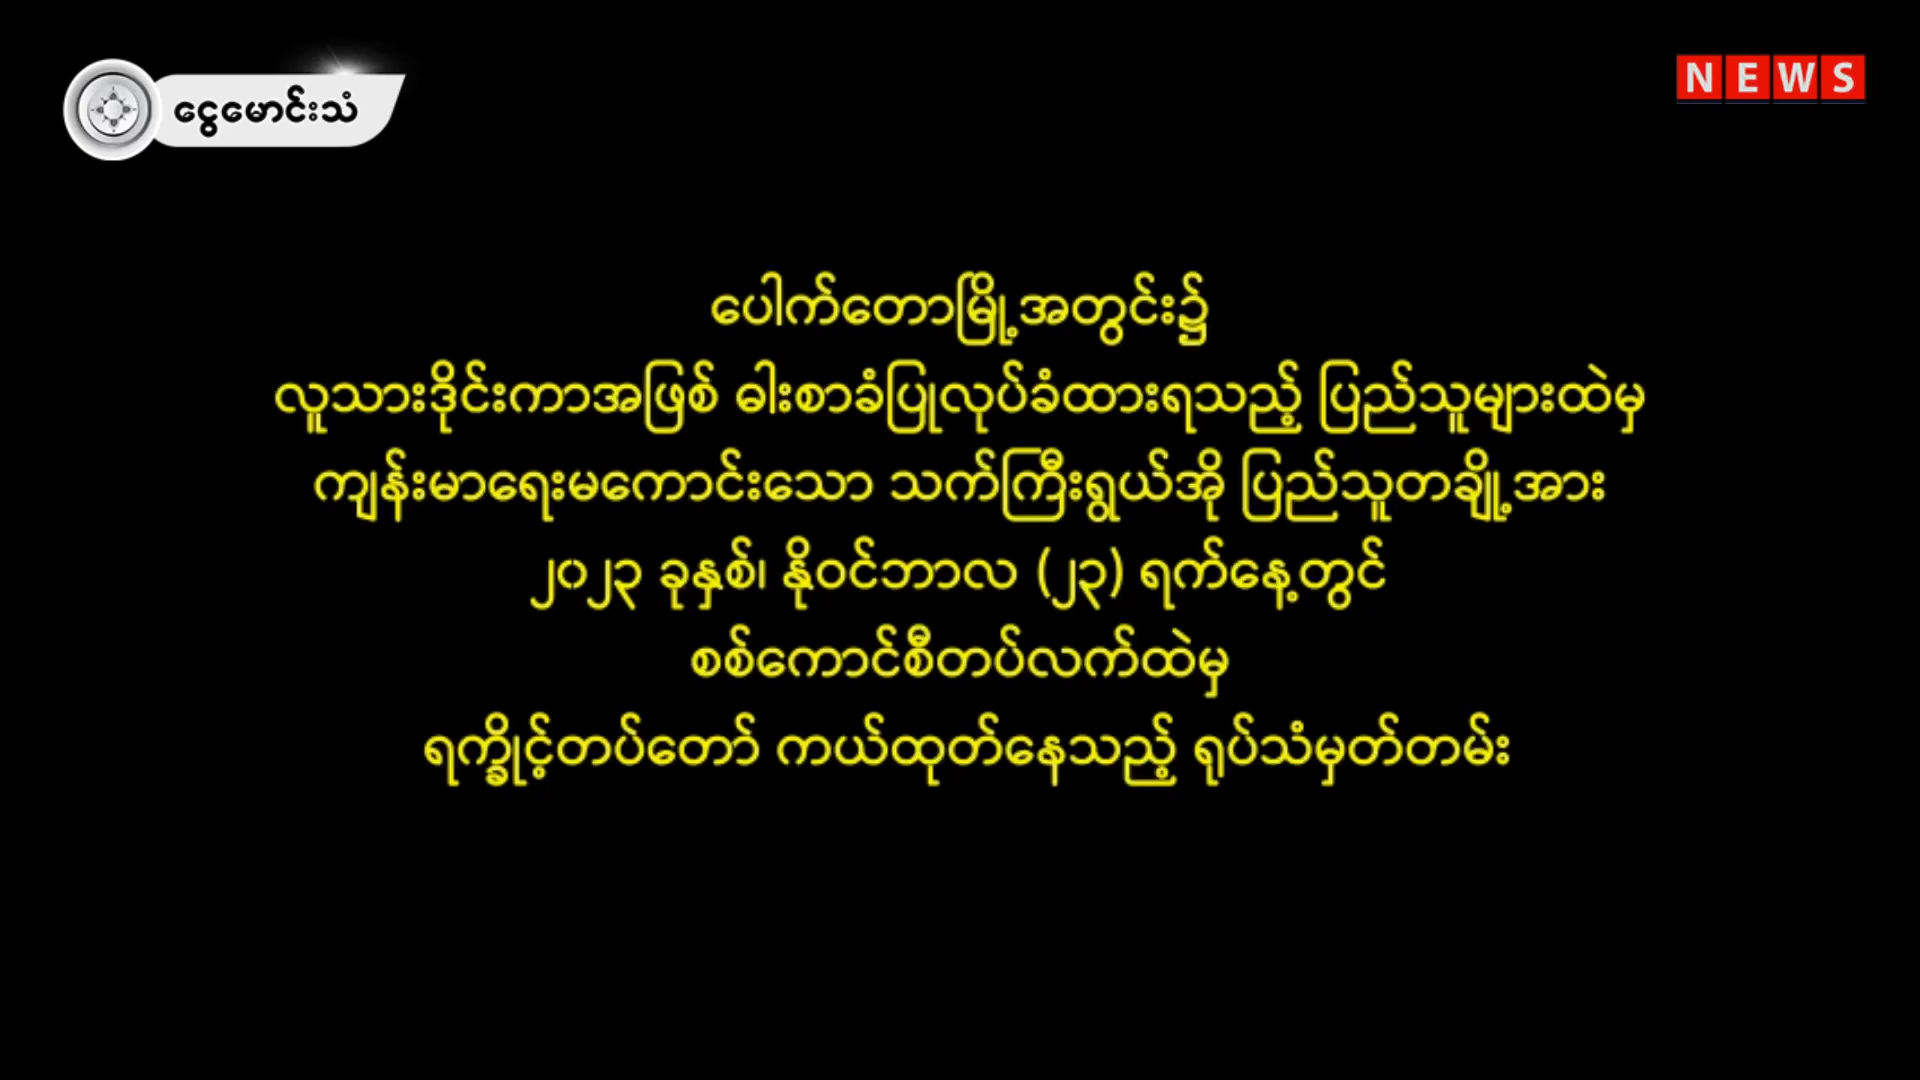 ငွေမောင်းသံ
NEWS
ပေါက်တောမြို့အတွင်း၌
လူသားဒိုင်းကာအဖြစ် ဓါးစာခံပြုလုပ်ခံထားရသည့် ပြည်သူများထဲမှ
ကျန်းမာရေးမကောင်းသော သက်ကြီးရွယ်အို ပြည်သူတချို့အား
၂၀၂၃ ခုနှစ်၊ နိုဝင်ဘာလ (၂၃) ရက်နေ့တွင်
စစ်ကောင်စီတပ်လက်ထဲမှ
ရက္ခိုင့်တပ်တော် ကယ်ထုတ်နေသည့် ရုပ်သံမှတ်တမ်း